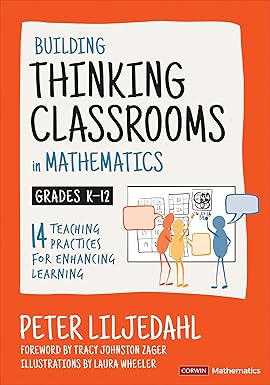 BUILDING
THINKING
CLASSROOMS
in MATHEMATICS
GRADES K–12
14 TEACHING
PRACTICES
FOR ENHANCING
LEARNING
PETER LILJEDAHL
FOREWORD BY TRACY JOHNSTON ZAGER
ILLUSTRATIONS BY LAURA WHEELER
CORWIN Mathematics